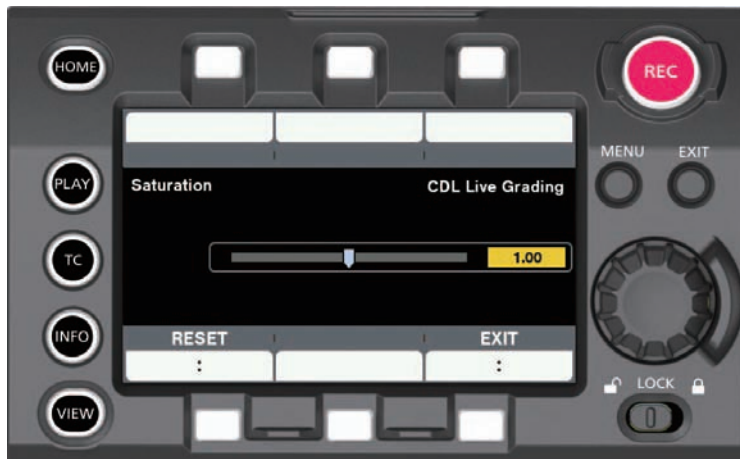 HOME
REC
MENU EXIT
PLAY
Saturation CDL Live Grading
TC
1.00
INFO
RESET EXIT
: :
LOCK
VIEW